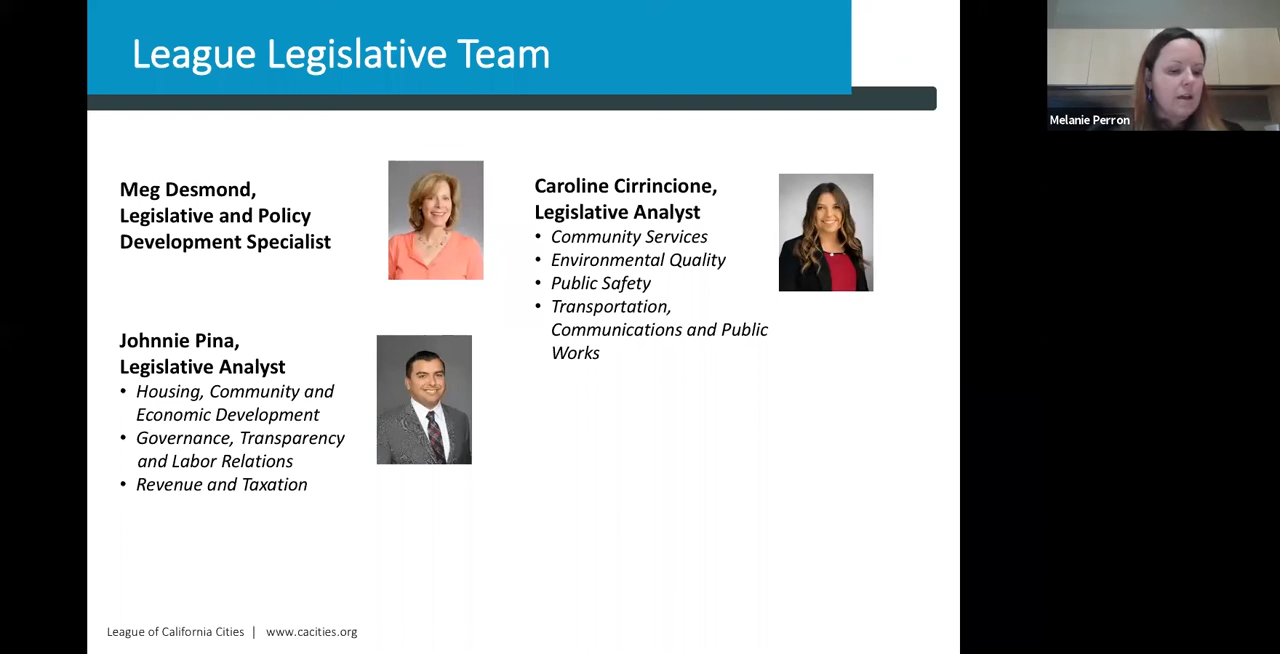 League Legislative Team
Melanie Perron
Meg Desmond,
Legislative and Policy
Development Specialist
Caroline Cirrincione,
Legislative Analyst
• Community Services
• Environmental Quality
• Public Safety
• Transportation,
Communications and Public
Works
Johnnie Pina,
Legislative Analyst
• Housing, Community and
Economic Development
• Governance, Transparency
and Labor Relations
• Revenue and Taxation
League of California Cities | www.cacities.org